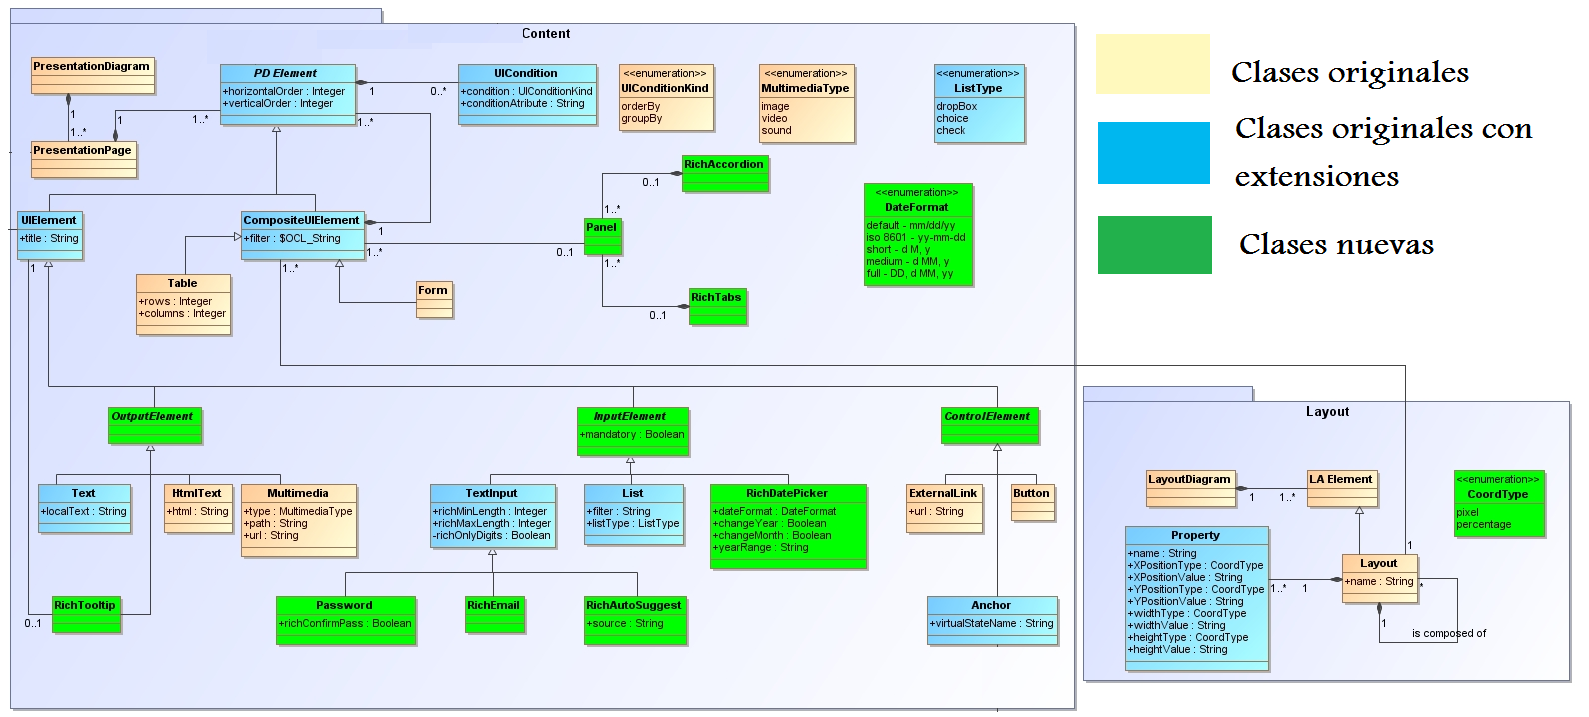 Content
PresentationDiagram
1
1..*
PresentationPage
1
1..*
PD Element
+horizontalOrder : Integer
+verticalOrder : Integer
1
0..*
1..*
UICondition
+condition : UIConditionKind
+conditionAtribute : String
<<enumeration>>
UIConditionKind
orderBy
groupBy
<<enumeration>>
MultimediaType
image
video
sound
<<enumeration>>
ListType
dropBox
choice
check
Clases originales
Clases originales con
extensiones
Clases nuevas
UIElement
+title : String
1
CompositeUIElement
+filter : $OCL_String
1
1..*
1..*
0..1
Panel
1..*
1..*
0..1
RichAccordion
0..1
RichTabs
<<enumeration>>
DateFormat
default - mm/dd/yy
iso 8601 - yy-mm-dd
short - d M, y
medium - d MM, y
full - DD, d MM, yy
Table
+rows : Integer
+columns : Integer
Form
OutputElement
InputElement
+mandatory : Boolean
ControlElement
Text
+localText : String
HtmlText
+html : String
Multimedia
+type : MultimediaType
+path : String
+url : String
TextInput
+richMinLength : Integer
+richMaxLength : Integer
-richOnlyDigits : Boolean
List
+filter : String
+listType : ListType
RichDatePicker
+dateFormat : DateFormat
+changeYear : Boolean
+changeMonth : Boolean
+yearRange : String
ExternalLink
+url : String
Button
RichTooltip
0..1
Password
+richConfirmPass : Boolean
RichEmail
RichAutoSuggest
+source : String
Anchor
+virtualStateName : String
Layout
LayoutDiagram
1
1..*
LA Element
<<enumeration>>
CoordType
pixel
percentage
Property
+name : String
+XPositionType : CoordType
+XPositionValue : String
+YPositionType : CoordType
+YPositionValue : String
+widthType : CoordType
+widthValue : String
+heightType : CoordType
+heightValue : String
1..*
1
1
Layout
+name : String
*
1
is composed of